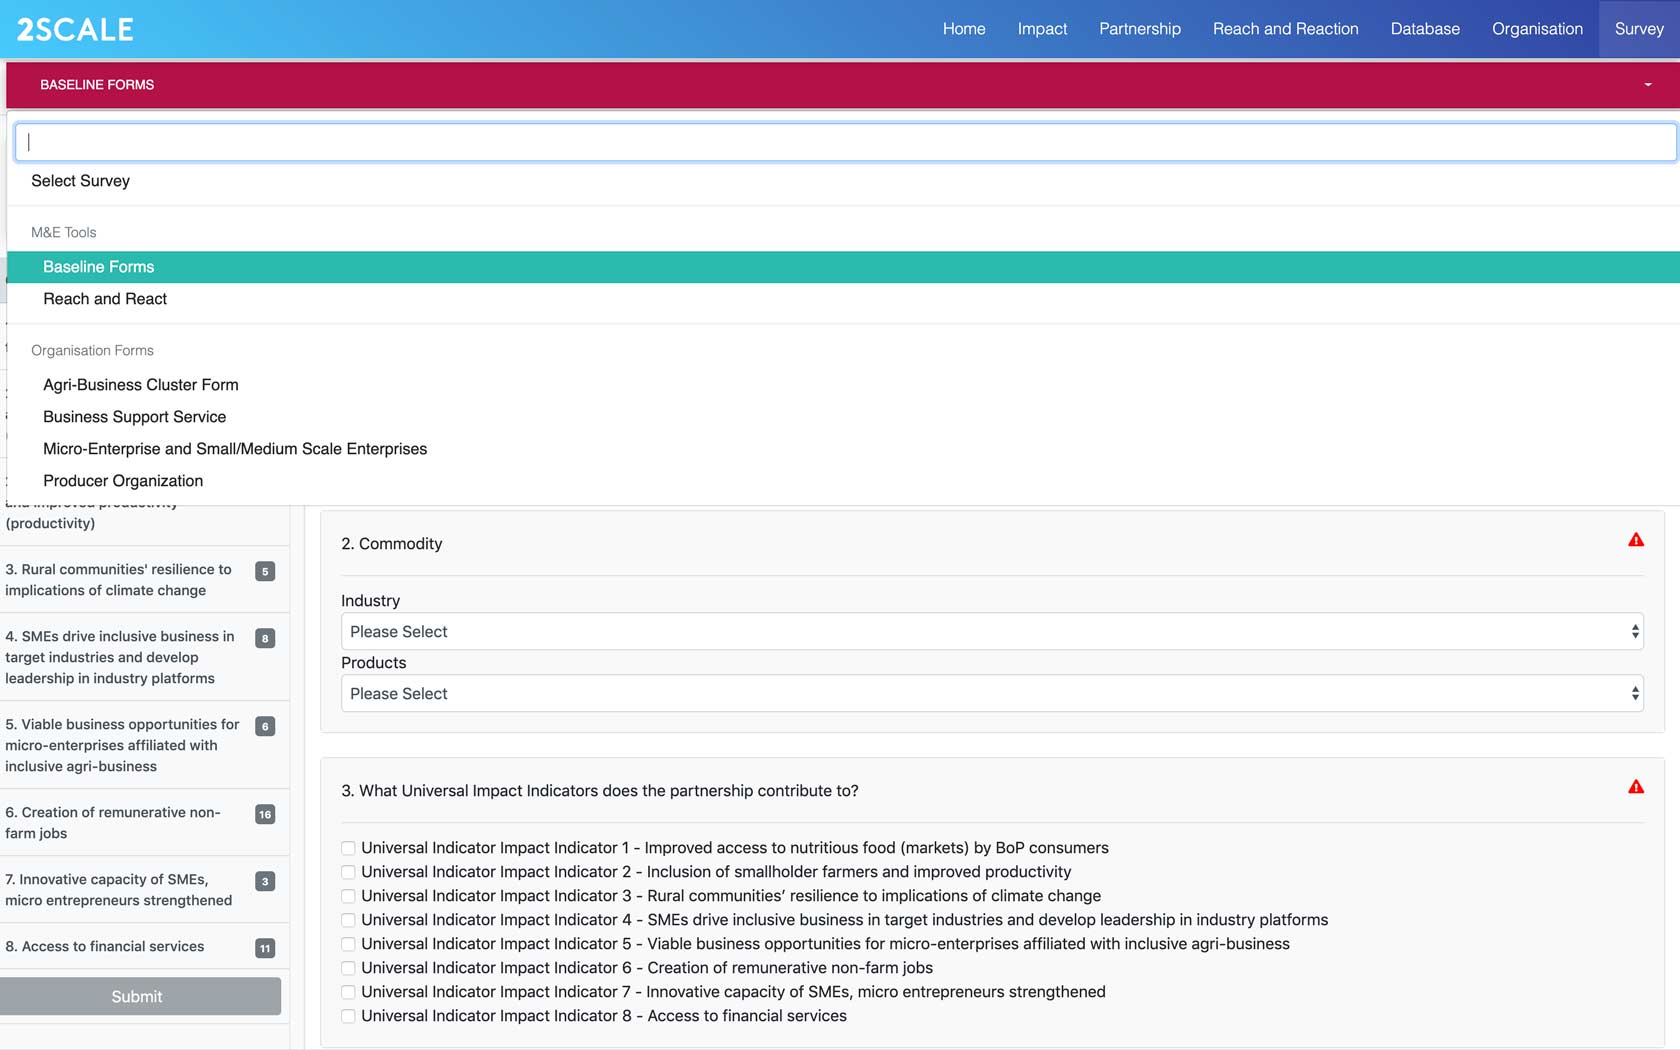 2SCALE
Home Impact Partnership Reach and Reaction Database Organisation Survey
BASELINE FORMS
Select Survey
M&E Tools
Baseline Forms
Reach and React
Organisation Forms
Agri-Business Cluster Form
Business Support Service
Micro-Enterprise and Small/Medium Scale Enterprises
Producer Organization
and improved productivity
(productivity)
3. Rural communities' resilience to 5
implications of climate change
4. SMEs drive inclusive business in 8
target industries and develop
leadership in industry platforms
5. Viable business opportunities for 6
micro-enterprises affiliated with
inclusive agri-business
6. Creation of remunerative non- 16
farm jobs
7. Innovative capacity of SMEs, 3
micro entrepreneurs strengthened
8. Access to financial services 11
Submit
2. Commodity
Industry
Please Select
Products
Please Select
3. What Universal Impact Indicators does the partnership contribute to?
Universal Indicator Impact Indicator 1 - Improved access to nutritious food (markets) by BoP consumers
Universal Indicator Impact Indicator 2 - Inclusion of smallholder farmers and improved productivity
Universal Indicator Impact Indicator 3 - Rural communities’ resilience to implications of climate change
Universal Indicator Impact Indicator 4 - SMEs drive inclusive business in target industries and develop leadership in industry platforms
Universal Indicator Impact Indicator 5 - Viable business opportunities for micro-enterprises affiliated with inclusive agri-business
Universal Indicator Impact Indicator 6 - Creation of remunerative non-farm jobs
Universal Indicator Impact Indicator 7 - Innovative capacity of SMEs, micro entrepreneurs strengthened
Universal Indicator Impact Indicator 8 - Access to financial services